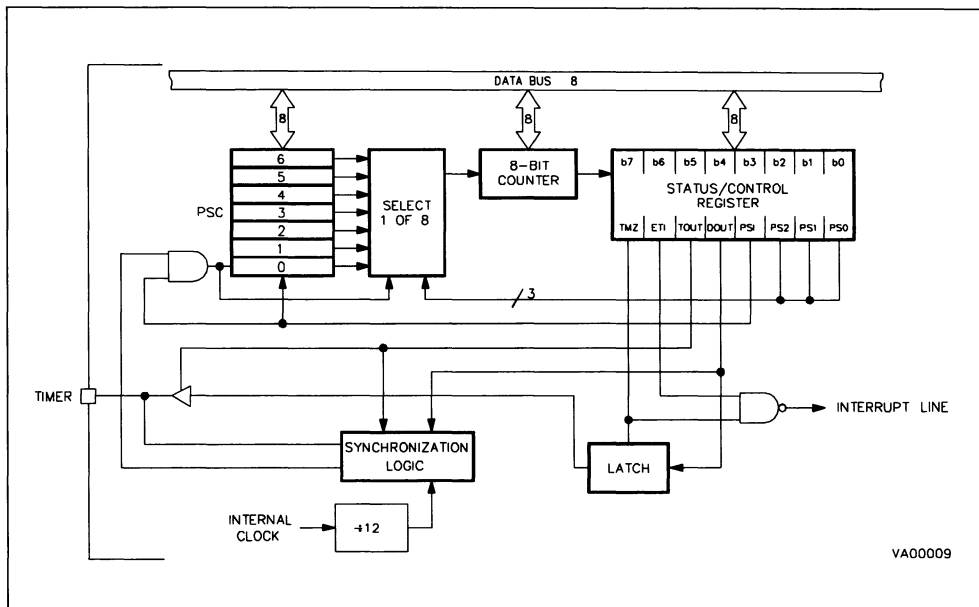 DATA BUS 8
8
8
8
6
5
4
3
2
1
0
PSC
SELECT
1 OF 8
8-BIT
COUNTER
b7 b6 b5 b4 b3 b2 b1 b0
STATUS/CONTROL
REGISTER
TMZ ETI TOUT DOUT PSI PS2 PS1 PS0
3
TIMER
SYNCHRONIZATION
LOGIC
LATCH
INTERRUPT LINE
INTERNAL
CLOCK
÷12
VA00009